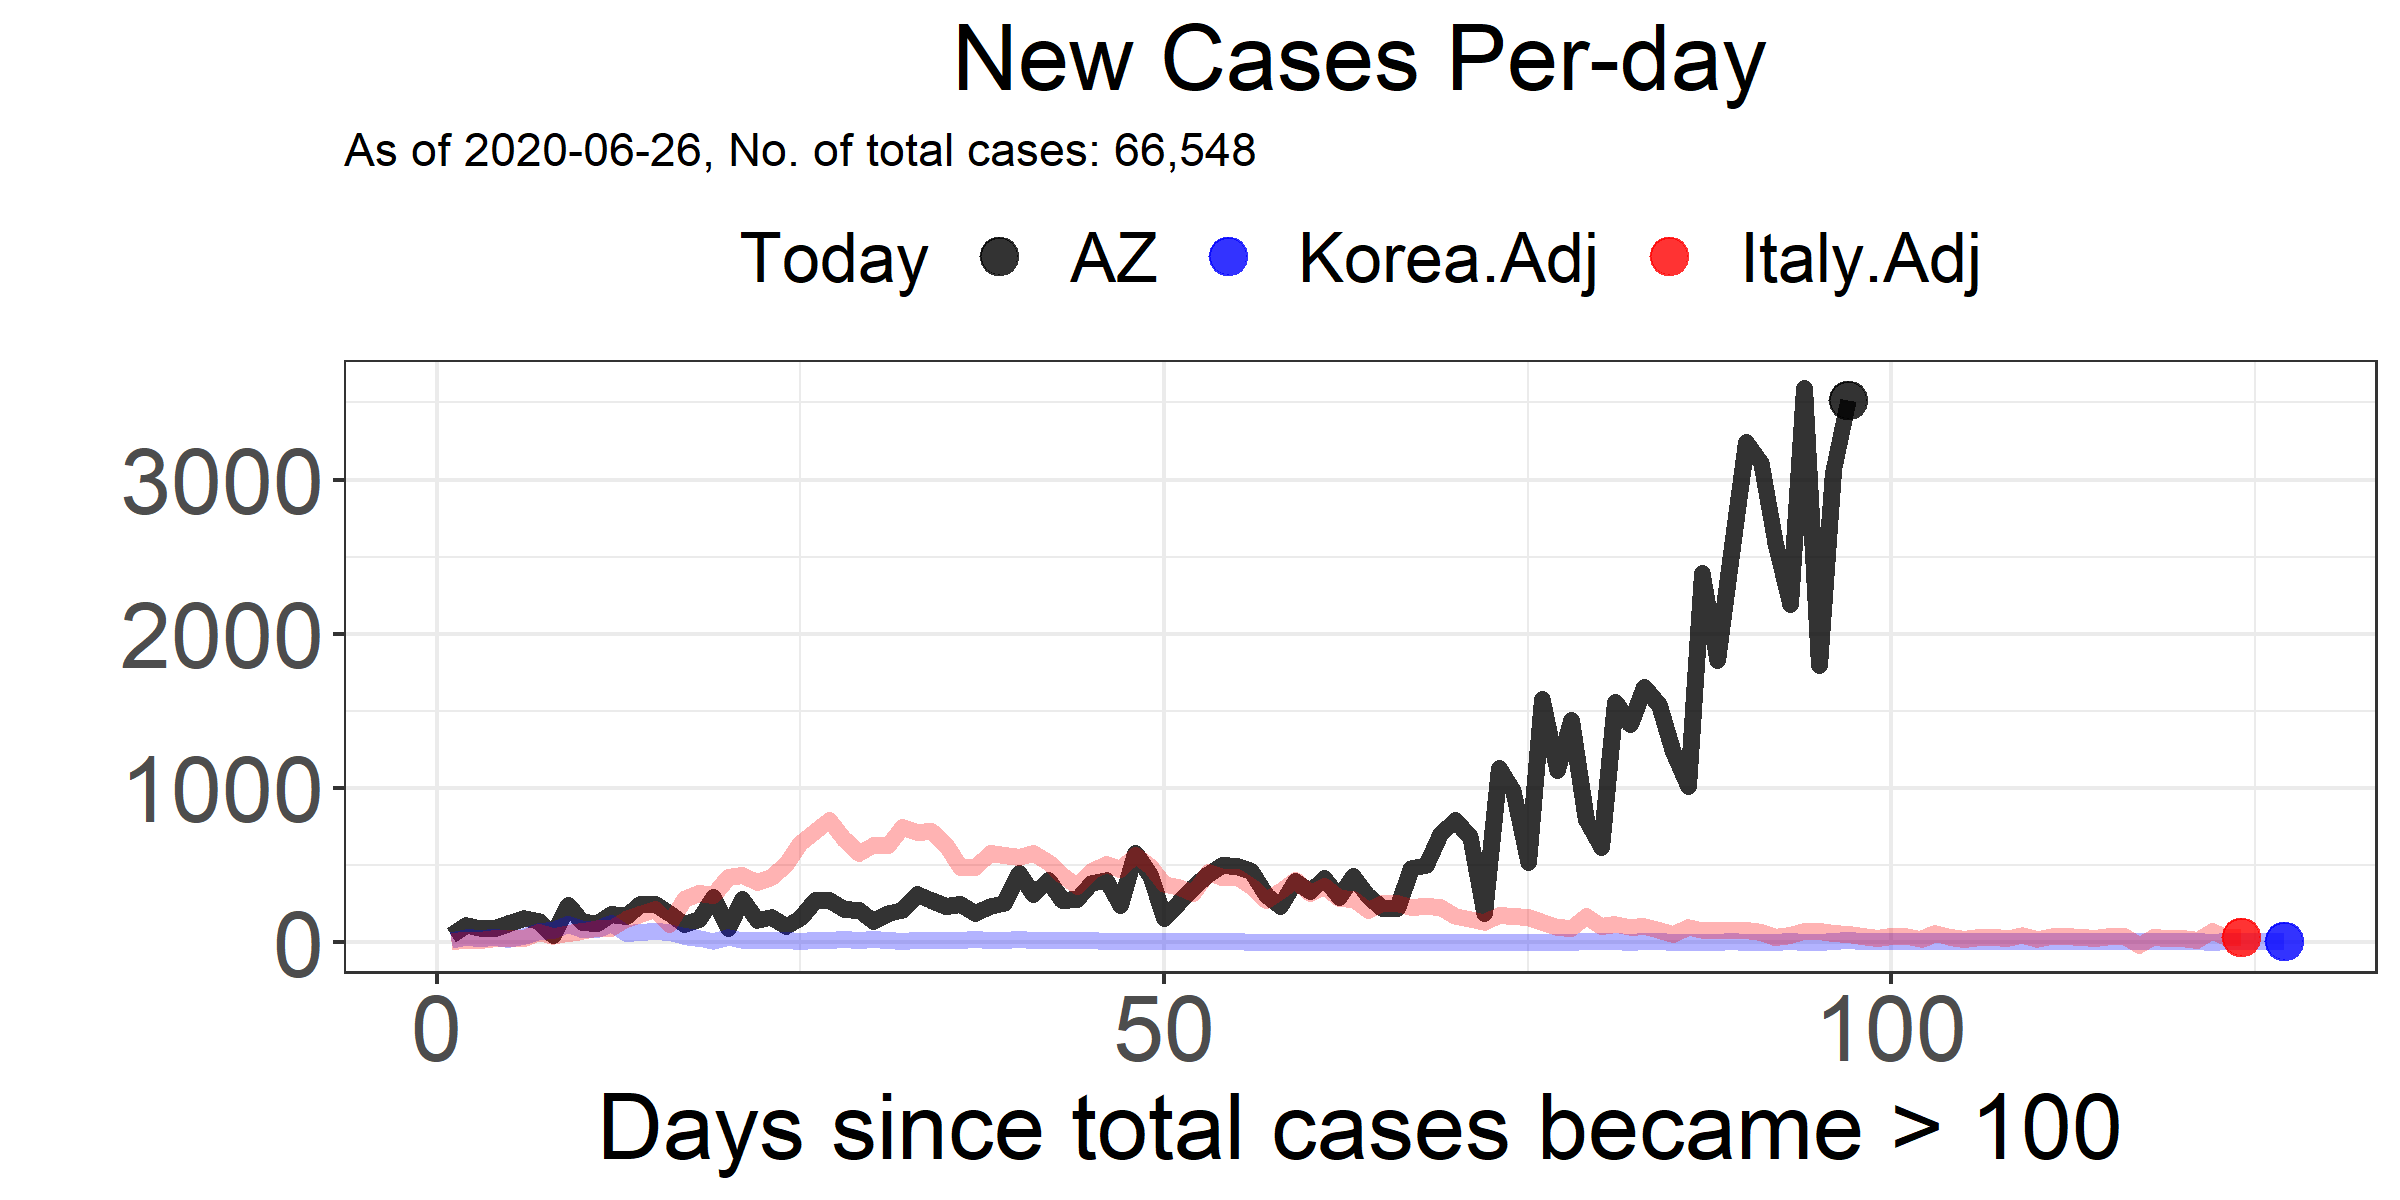 New Cases Per-day
As of 2020-06-26, No. of total cases: 66,548
Today AZ Korea.Adj Italy.Adj
3000
2000
1000
0
0 50 100
Days since total cases became > 100